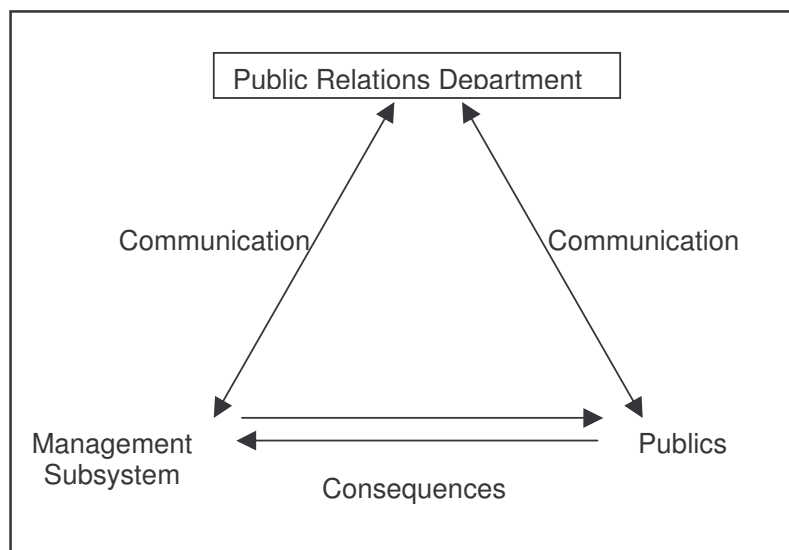 Public Relations Department
Communication
Communication
Management
Subsystem
Publics
Consequences